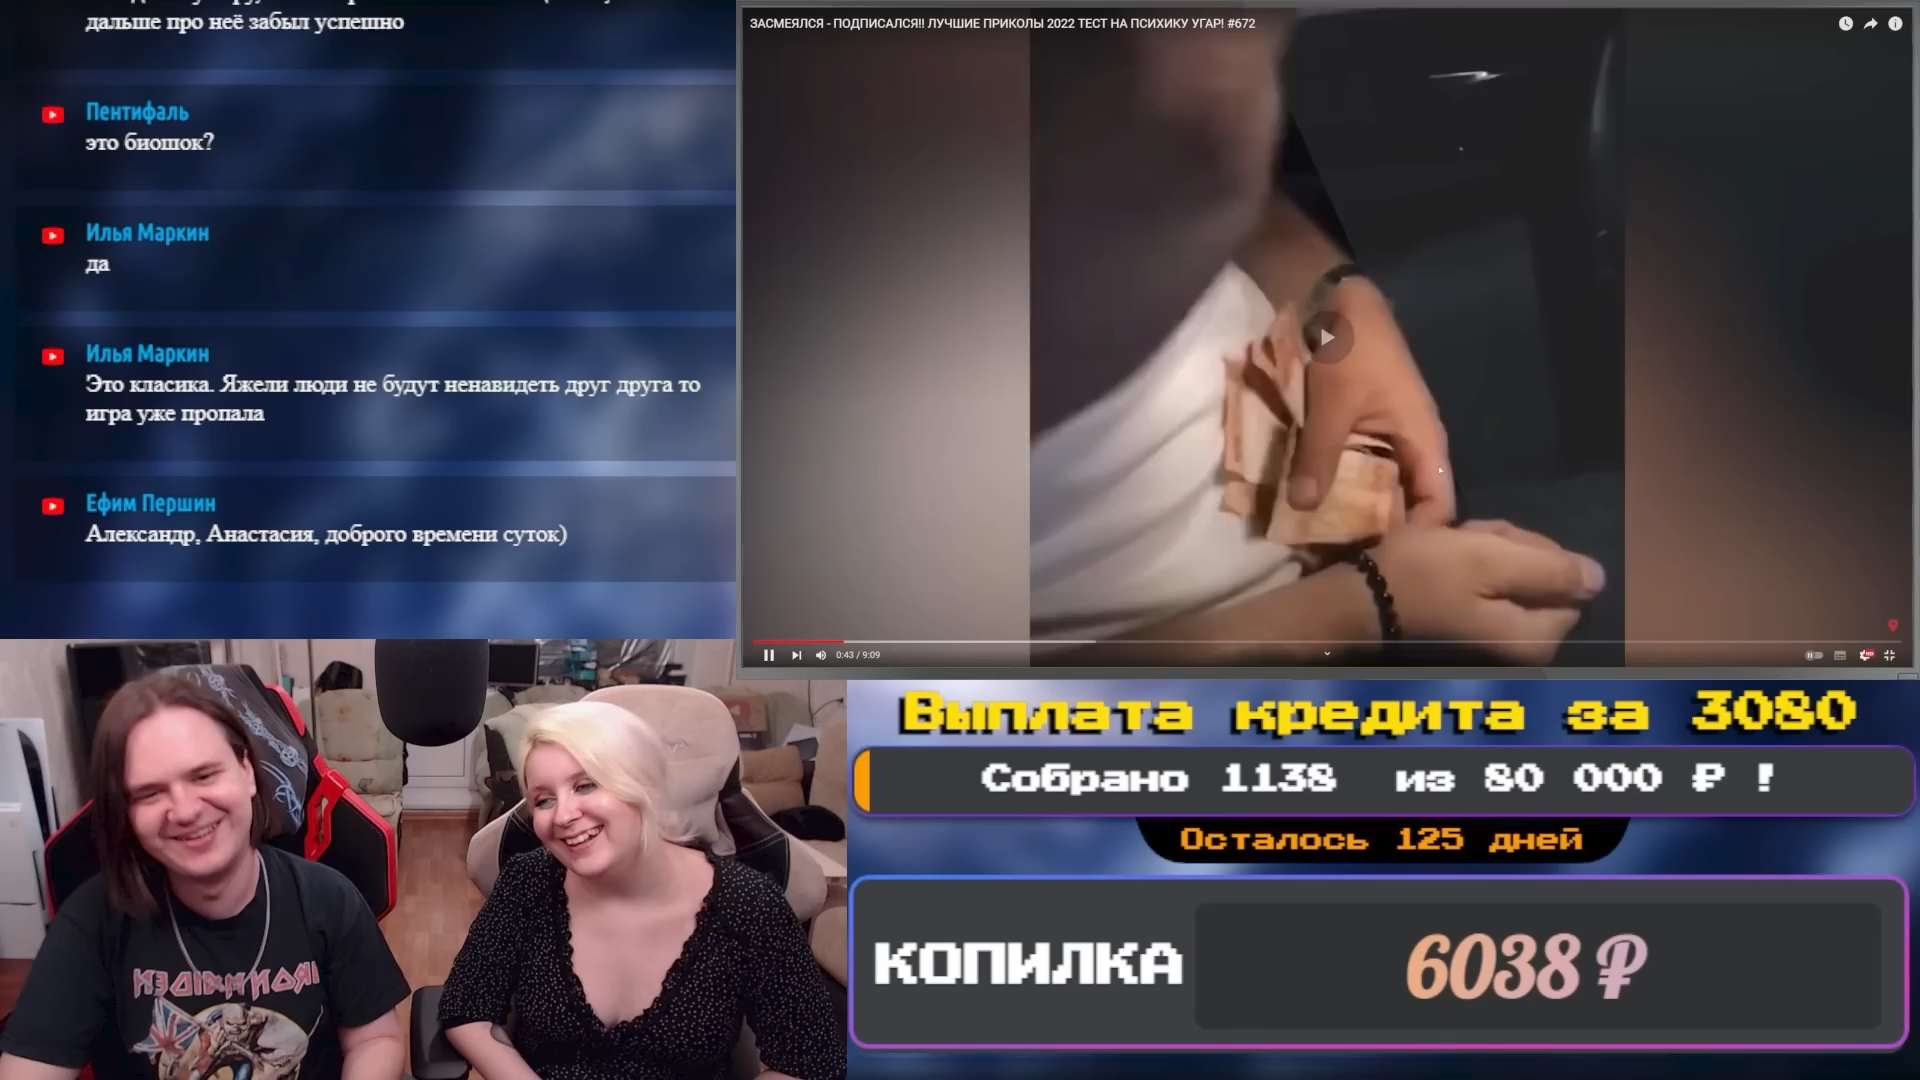 дальше про неё забыл успешно
Пентифаль
это биошок?
Илья Маркин
да
Илья Маркин
Это класика. Яжели люди не будут ненавидеть друг друга то
игра уже пропала
Ефим Першин
Александр, Анастасия, доброго времени суток)
ЗАСМЕЯЛСЯ - ПОДПИСАЛСЯ!! ЛУЧШИЕ ПРИКОЛЫ 2022 ТЕСТ НА ПСИХИКУ УГАР! #672
0:43 / 9:09
IRON MAIDEN
Выплата кредита за 3080
Собрано 1138 из 80 000 ₽ !
Осталось 125 дней
КОПИЛКА
6038 ₽